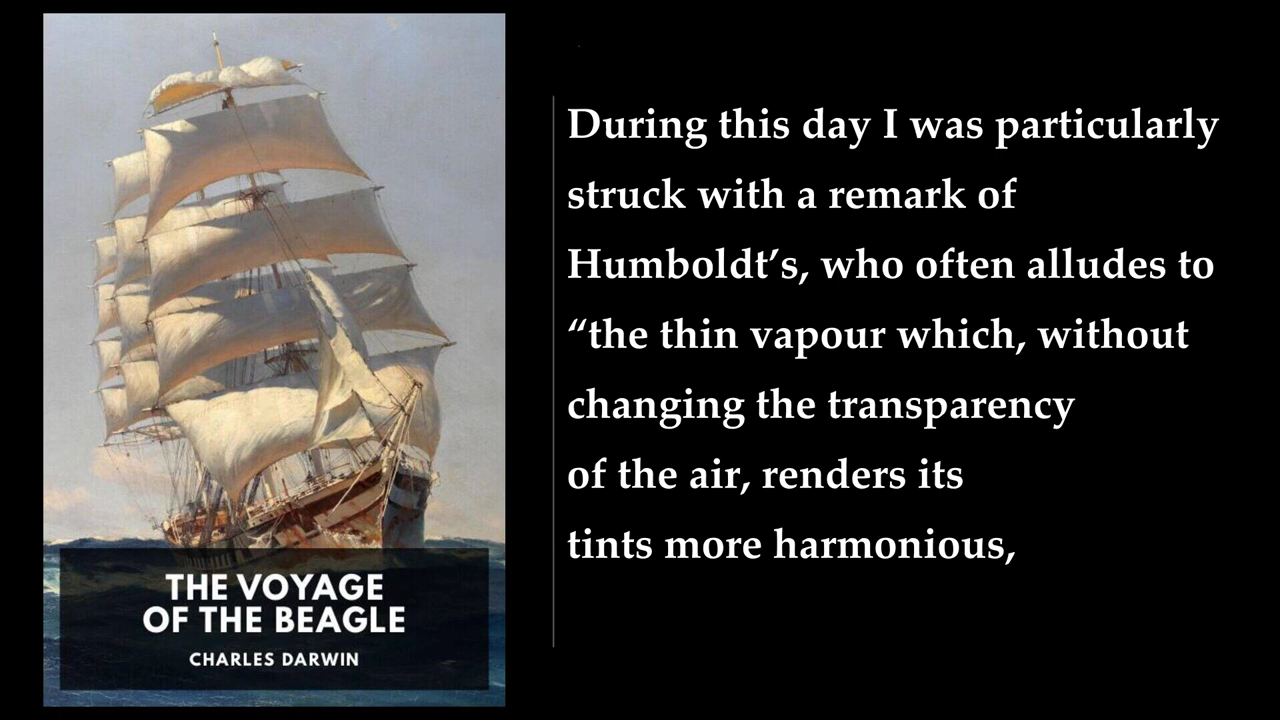 THE VOYAGE
OF THE BEAGLE
CHARLES DARWIN
During this day I was particularly
struck with a remark of
Humboldt’s, who often alludes to
“the thin vapour which, without
changing the transparency
of the air, renders its
tints more harmonious,